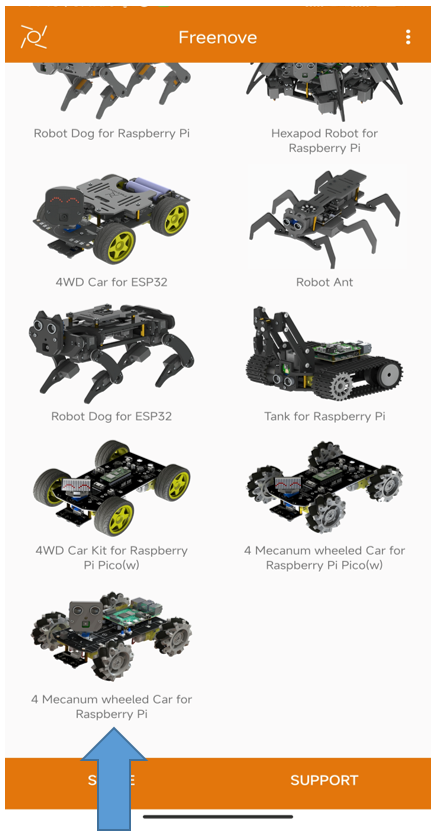 Freenove
Robot Dog for Raspberry Pi
Hexapod Robot for
Raspberry Pi
4WD Car for ESP32
Robot Ant
Robot Dog for ESP32
Tank for Raspberry Pi
4WD Car Kit for Raspberry
Pi Pico(w)
4 Mecanum wheeled Car for
Raspberry Pi Pico(w)
4 Mecanum wheeled Car for
Raspberry Pi
SUPPORT